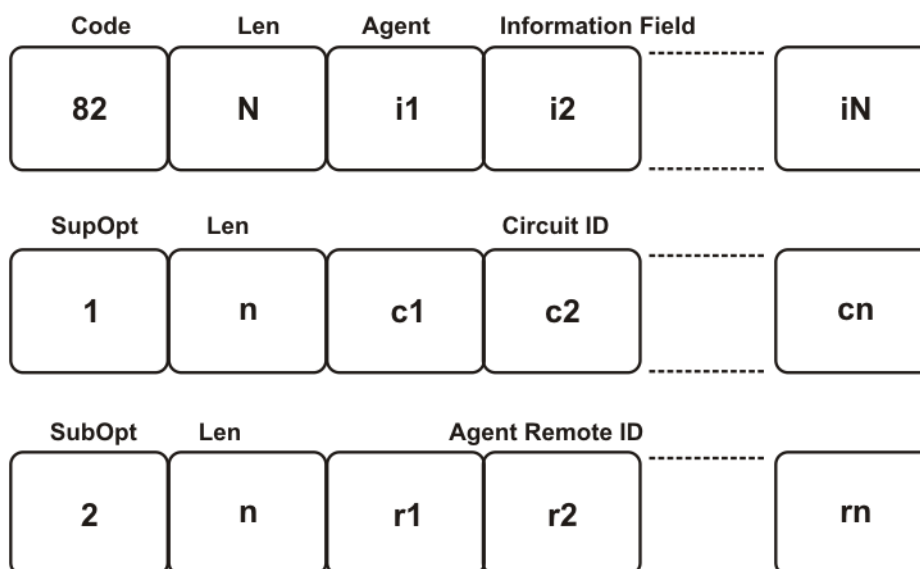 Code Len Agent Information Field
82 N i1 i2 iN
SupOpt Len Circuit ID
1 n c1 c2 cn
SubOpt Len Agent Remote ID
2 n r1 r2 rn